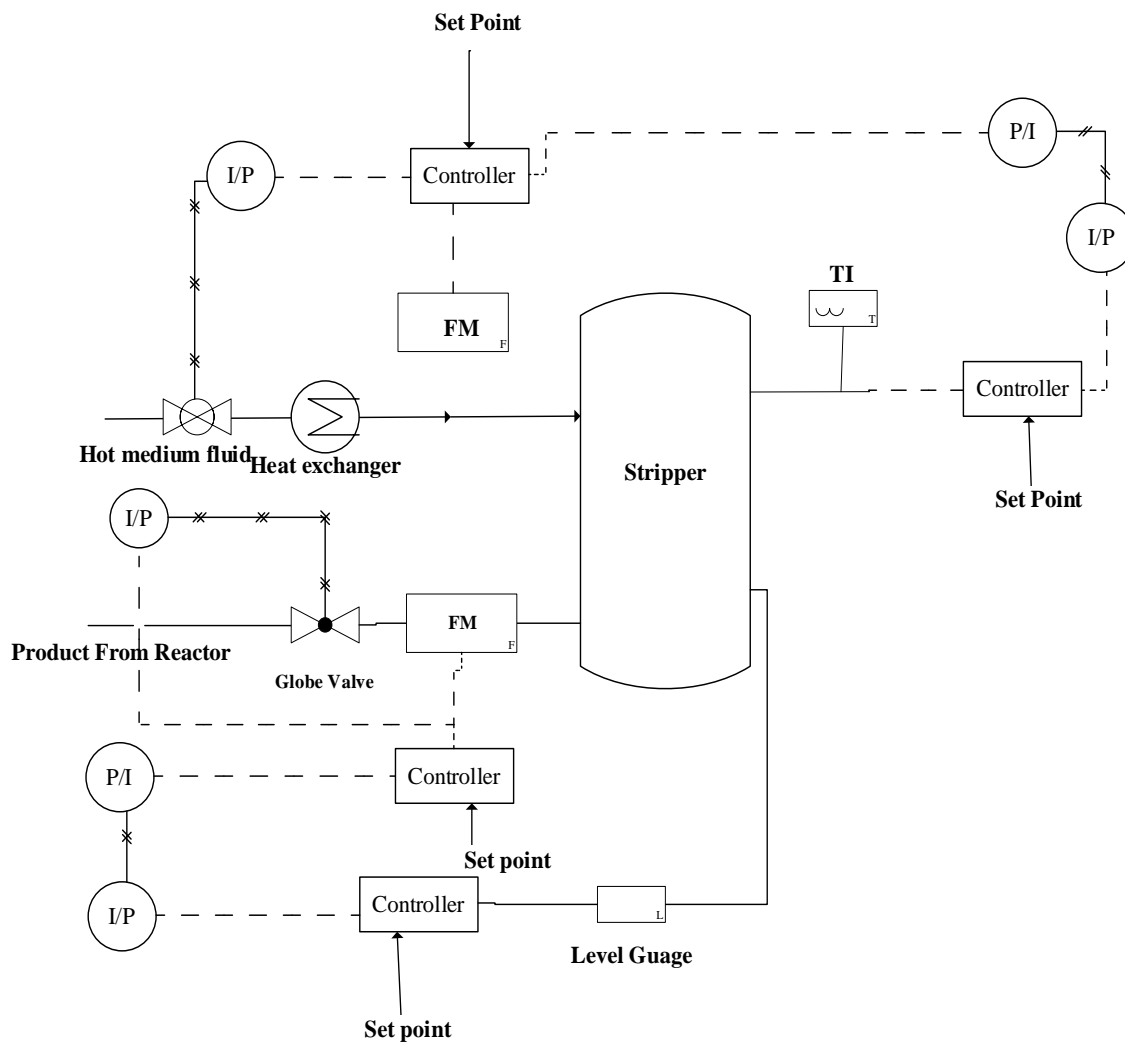 Set Point
P/I
I/P
Controller
I/P
TI
T
FM
F
Controller
Hot medium fluid
Heat exchanger
Stripper
Set Point
I/P
FM
F
Product From Reactor
Globe Valve
P/I
Controller
Set point
I/P
Controller
L
Level Guage
Set point